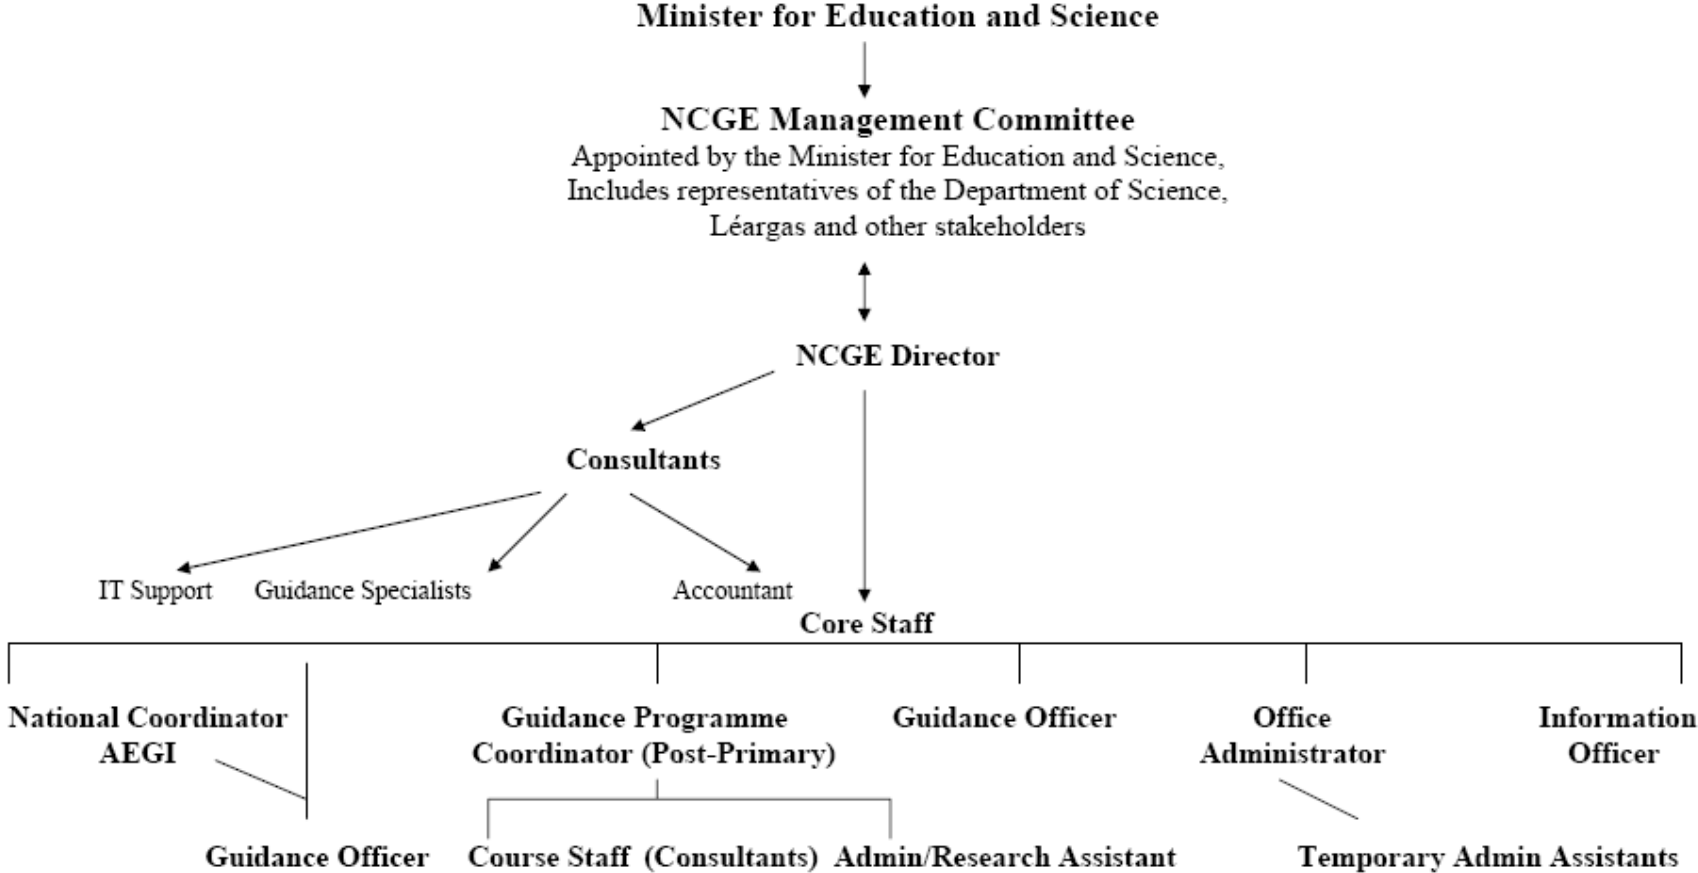 Minister for Education and Science
NCGE Management Committee
Appointed by the Minister for Education and Science,
Includes representatives of the Department of Science,
Léargas and other stakeholders
NCGE Director
Consultants
IT Support
Guidance Specialists
Accountant
Core Staff
National Coordinator
AEGI
Guidance Programme
Coordinator (Post-Primary)
Guidance Officer
Office
Administrator
Information
Officer
Guidance Officer
Course Staff (Consultants)
Admin/Research Assistant
Temporary Admin Assistants